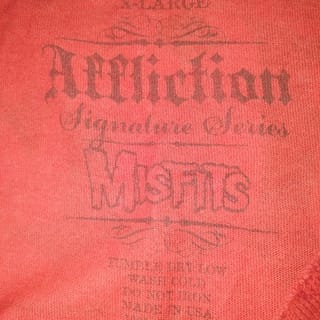 X-LARGE
Affliction
Signature Series
MISFITS
TUMBLE DRY LOW
WASH COLD
DO NOT IRON
MADE IN USA